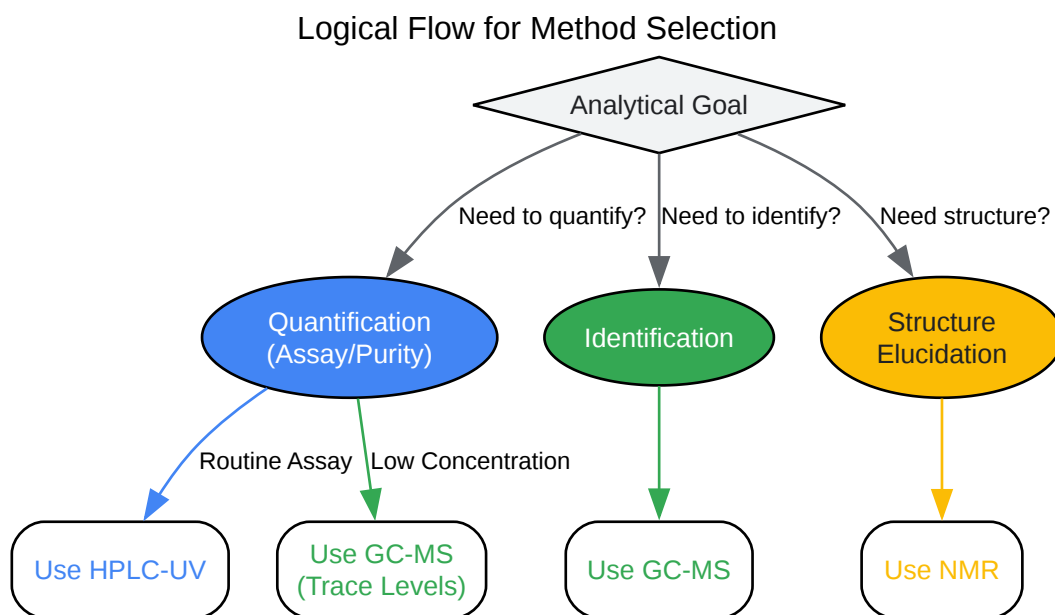 Logical Flow for Method Selection
Analytical Goal
Need to quantify?
Need to identify?
Need structure?
Quantification
(Assay/Purity)
Identification
Structure
Elucidation
Routine Assay
Low Concentration
Use HPLC-UV
Use GC-MS
(Trace Levels)
Use GC-MS
Use NMR